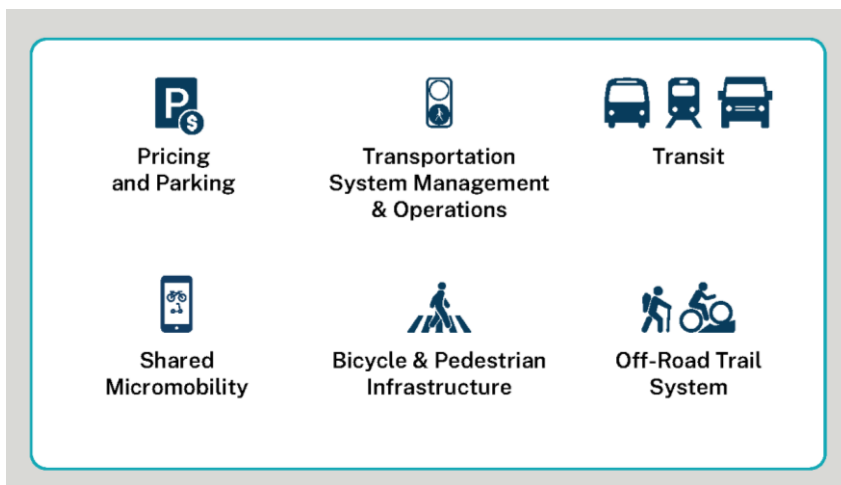 P
$
Pricing
and Parking
Transportation
System Management
& Operations
Transit
Shared
Micromobility
Bicycle & Pedestrian
Infrastructure
Off-Road Trail
System